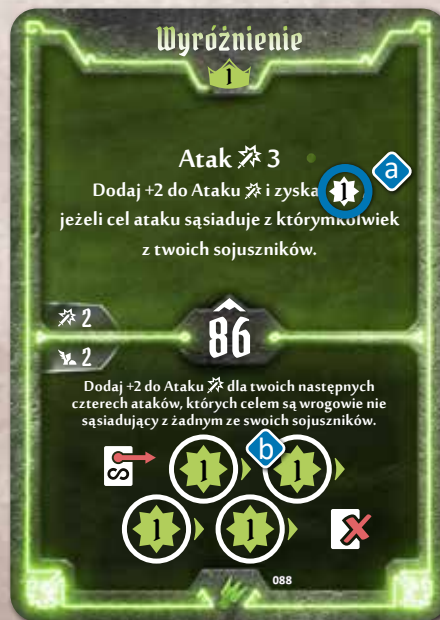 Wyróżnienie
1
Atak 3
Dodaj +2 do Ataku i zyska 1
a
jeżeli cel ataku sąsiaduje z którymkolwiek
z twoich sojuszników.
2
86
2
Dodaj +2 do Ataku dla twoich następnych
czterech ataków, których celem są wrogowie nie
sąsiadujący z żadnym ze swoich sojuszników.
b
1 1
1 1
088